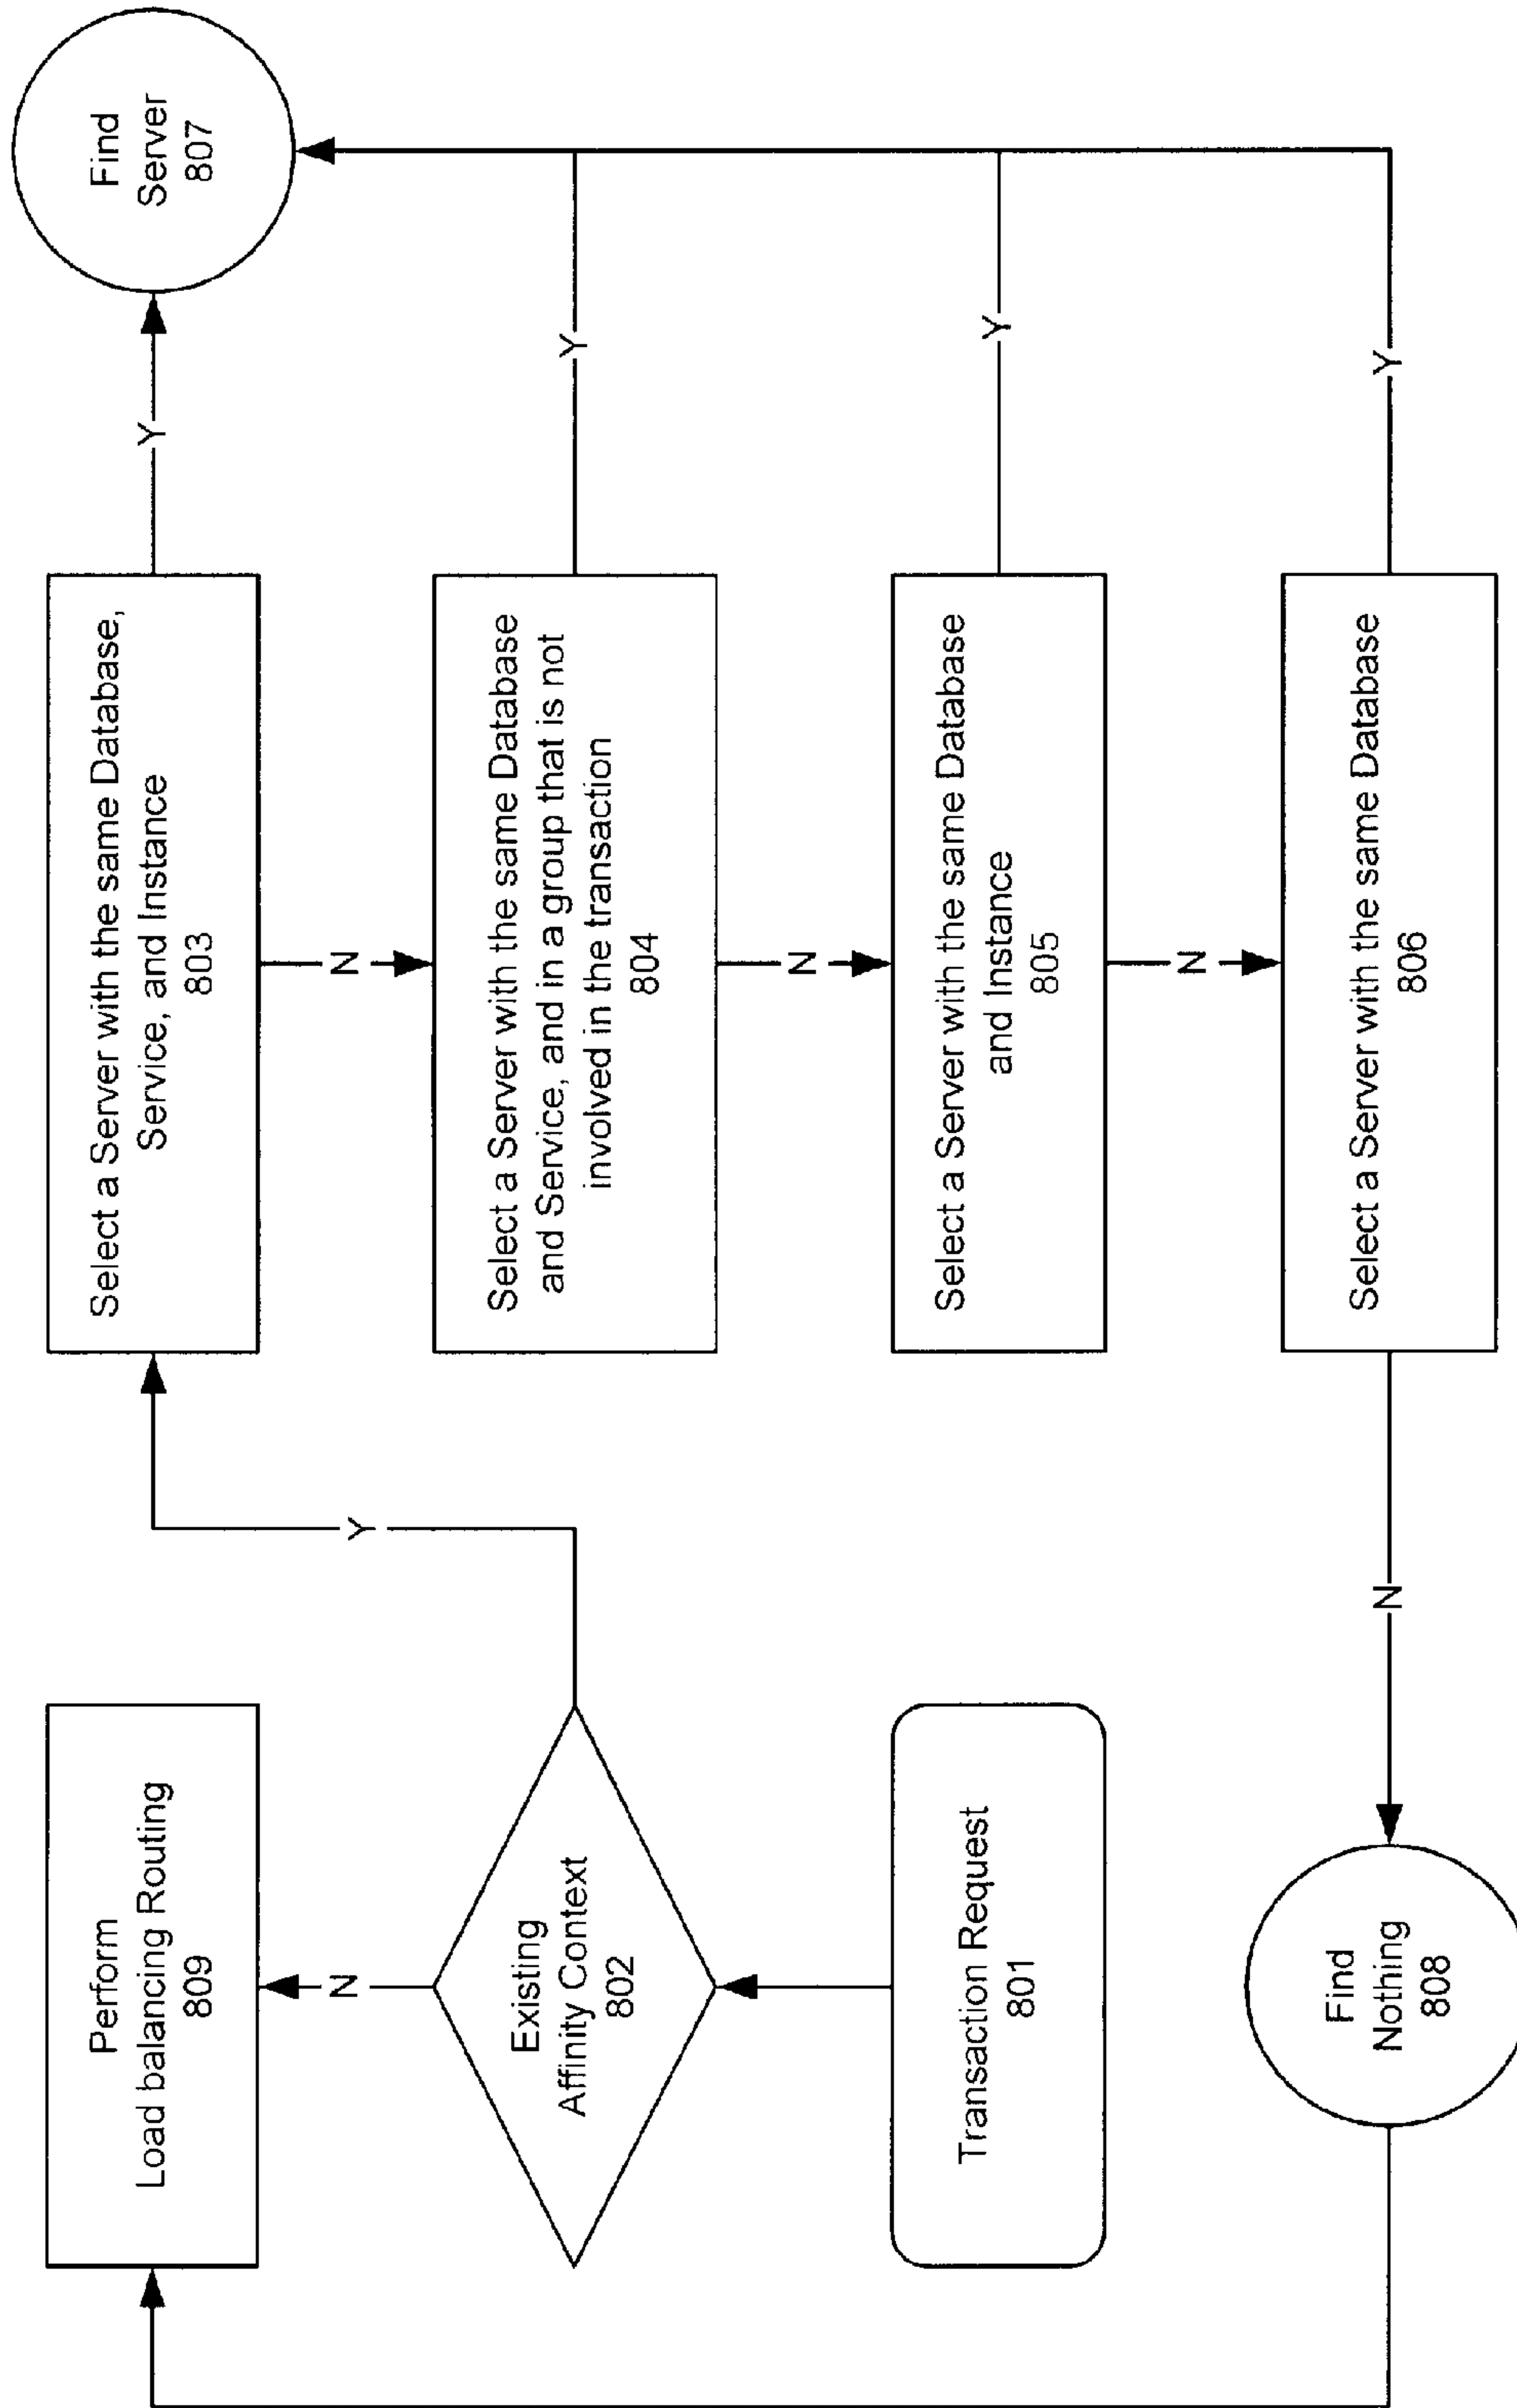 Perform
Load balancing Routing
809
N
Existing
Affinity Context
802
Y
Transaction Request
801
Find
Nothing
808
N
Select a Server with the same Database,
Service, and Instance
803
N
Select a Server with the same Database
and Service, and in a group that is not
involved in the transaction
804
N
Select a Server with the same Database
and Instance
805
N
Select a Server with the same Database
806
Y
Y
Y
Y
Find
Server
807